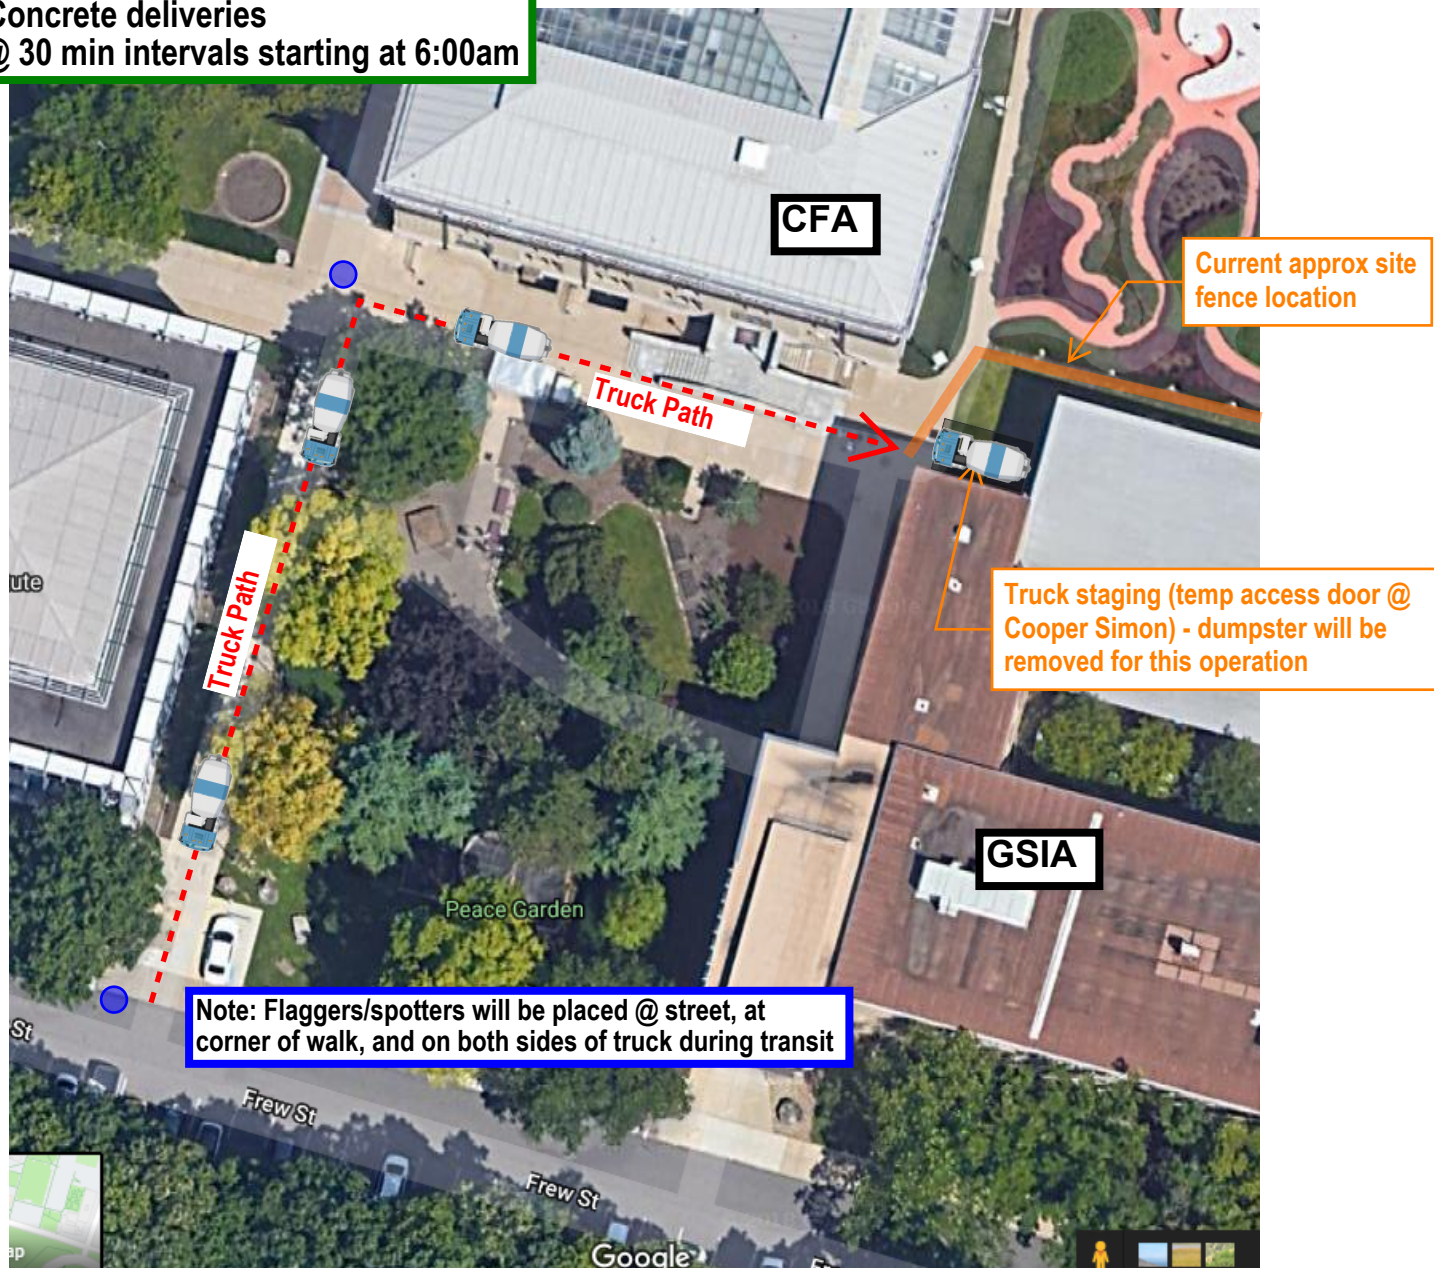 Concrete deliveries
@ 30 min intervals starting at 6:00am
CFA
Current approx site
fence location
Truck Path
Truck Path
ute
Truck staging (temp access door @
Cooper Simon) - dumpster will be
removed for this operation
GSIA
Peace Garden
Note: Flaggers/spotters will be placed @ street, at
corner of walk, and on both sides of truck during transit
St
Frew St
Frew St
Google
ap